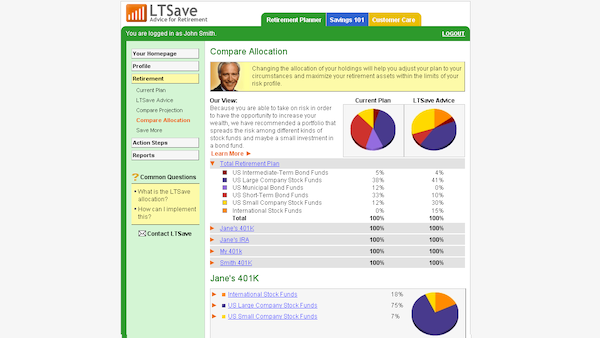 LTSave
Advice for Retirement
Retirement Planner
Savings 101
Customer Care
You are logged in as John Smith.
LOGOUT
Your Homepage
Profile
Retirement
Current Plan
LTSave Advice
Compare Projection
Compare Allocation
Save More
Action Steps
Reports
? Common Questions
• What is the LTSave
allocation?
• How can I implement
this?
Contact LTSave
Compare Allocation
Changing the allocation of your holdings will help you adjust your plan to your
circumstances and maximize your retirement assets within the limits of your
risk profile.
Our View:
Because you are able to take on risk in order
to have the opportunity to increase your
wealth, we have recommended a portfolio that
spreads the risk among different kinds of
stock funds and maybe a small investment in
a bond fund.
Learn More
Current Plan
LTSave Advice
Total Retirement Plan
US Intermediate-Term Bond Funds 5% 4%
US Large Company Stock Funds 38% 41%
US Municipal Bond Funds 12% 0%
US Short-Term Bond Funds 33% 10%
US Small Company Stock Funds 12% 30%
International Stock Funds 0% 15%
Total 100% 100%
Jane's 401K 100% 100%
Jane's IRA 100% 100%
My 401k 100% 100%
Smith 401K 100% 100%
Jane's 401K
International Stock Funds 18%
US Large Company Stock Funds 75%
US Small Company Stock Funds 7%